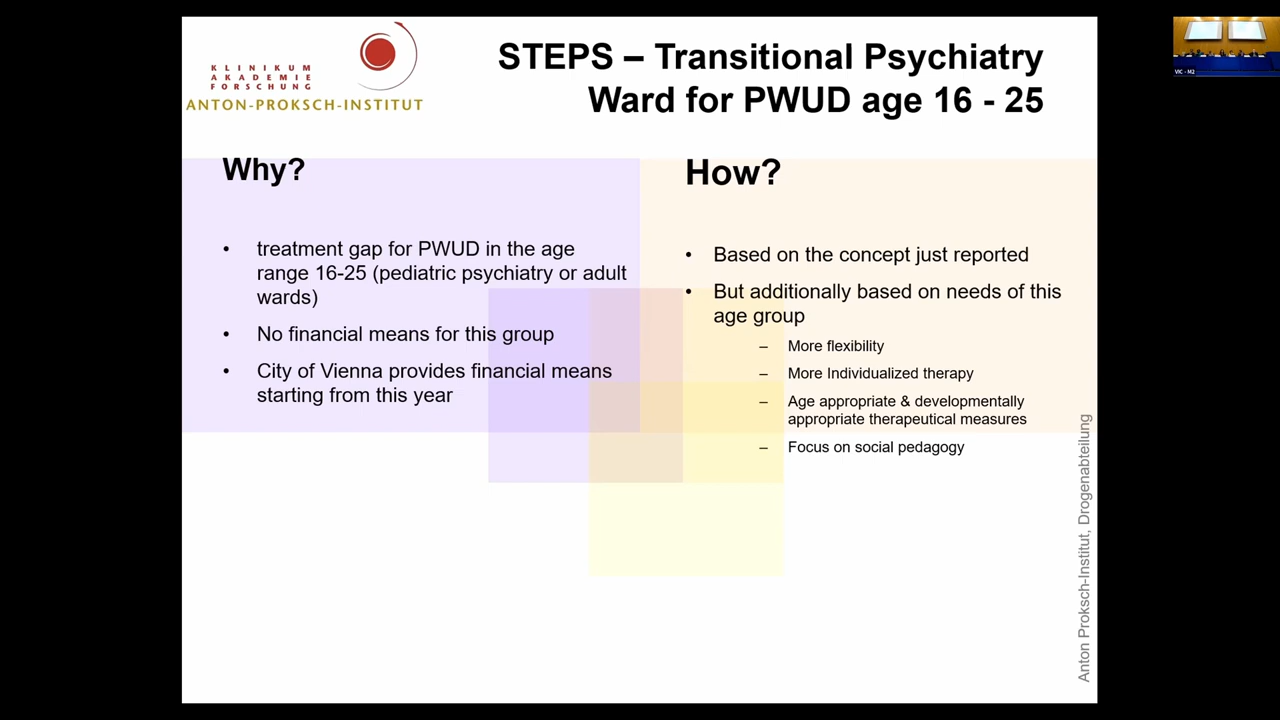 KLINIKUM
AKADEMIE
FORSCHUNG
ANTON-PROKSCH-INSTITUT
STEPS – Transitional Psychiatry
Ward for PWUD age 16 - 25
Why?
• treatment gap for PWUD in the age
range 16-25 (pediatric psychiatry or adult
wards)
• No financial means for this group
• City of Vienna provides financial means
starting from this year
How?
• Based on the concept just reported
• But additionally based on needs of this
age group
– More flexibility
– More Individualized therapy
– Age appropriate & developmentally
appropriate therapeutical measures
– Focus on social pedagogy
Anton Proksch-Institut, Drogenabteilung
VIC - M2